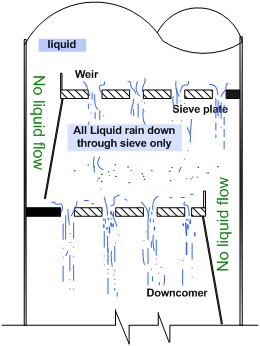 liquid
Weir
No liquid flow
Sieve plate
All Liquid rain down
through sieve only
No liquid flow
Downcomer